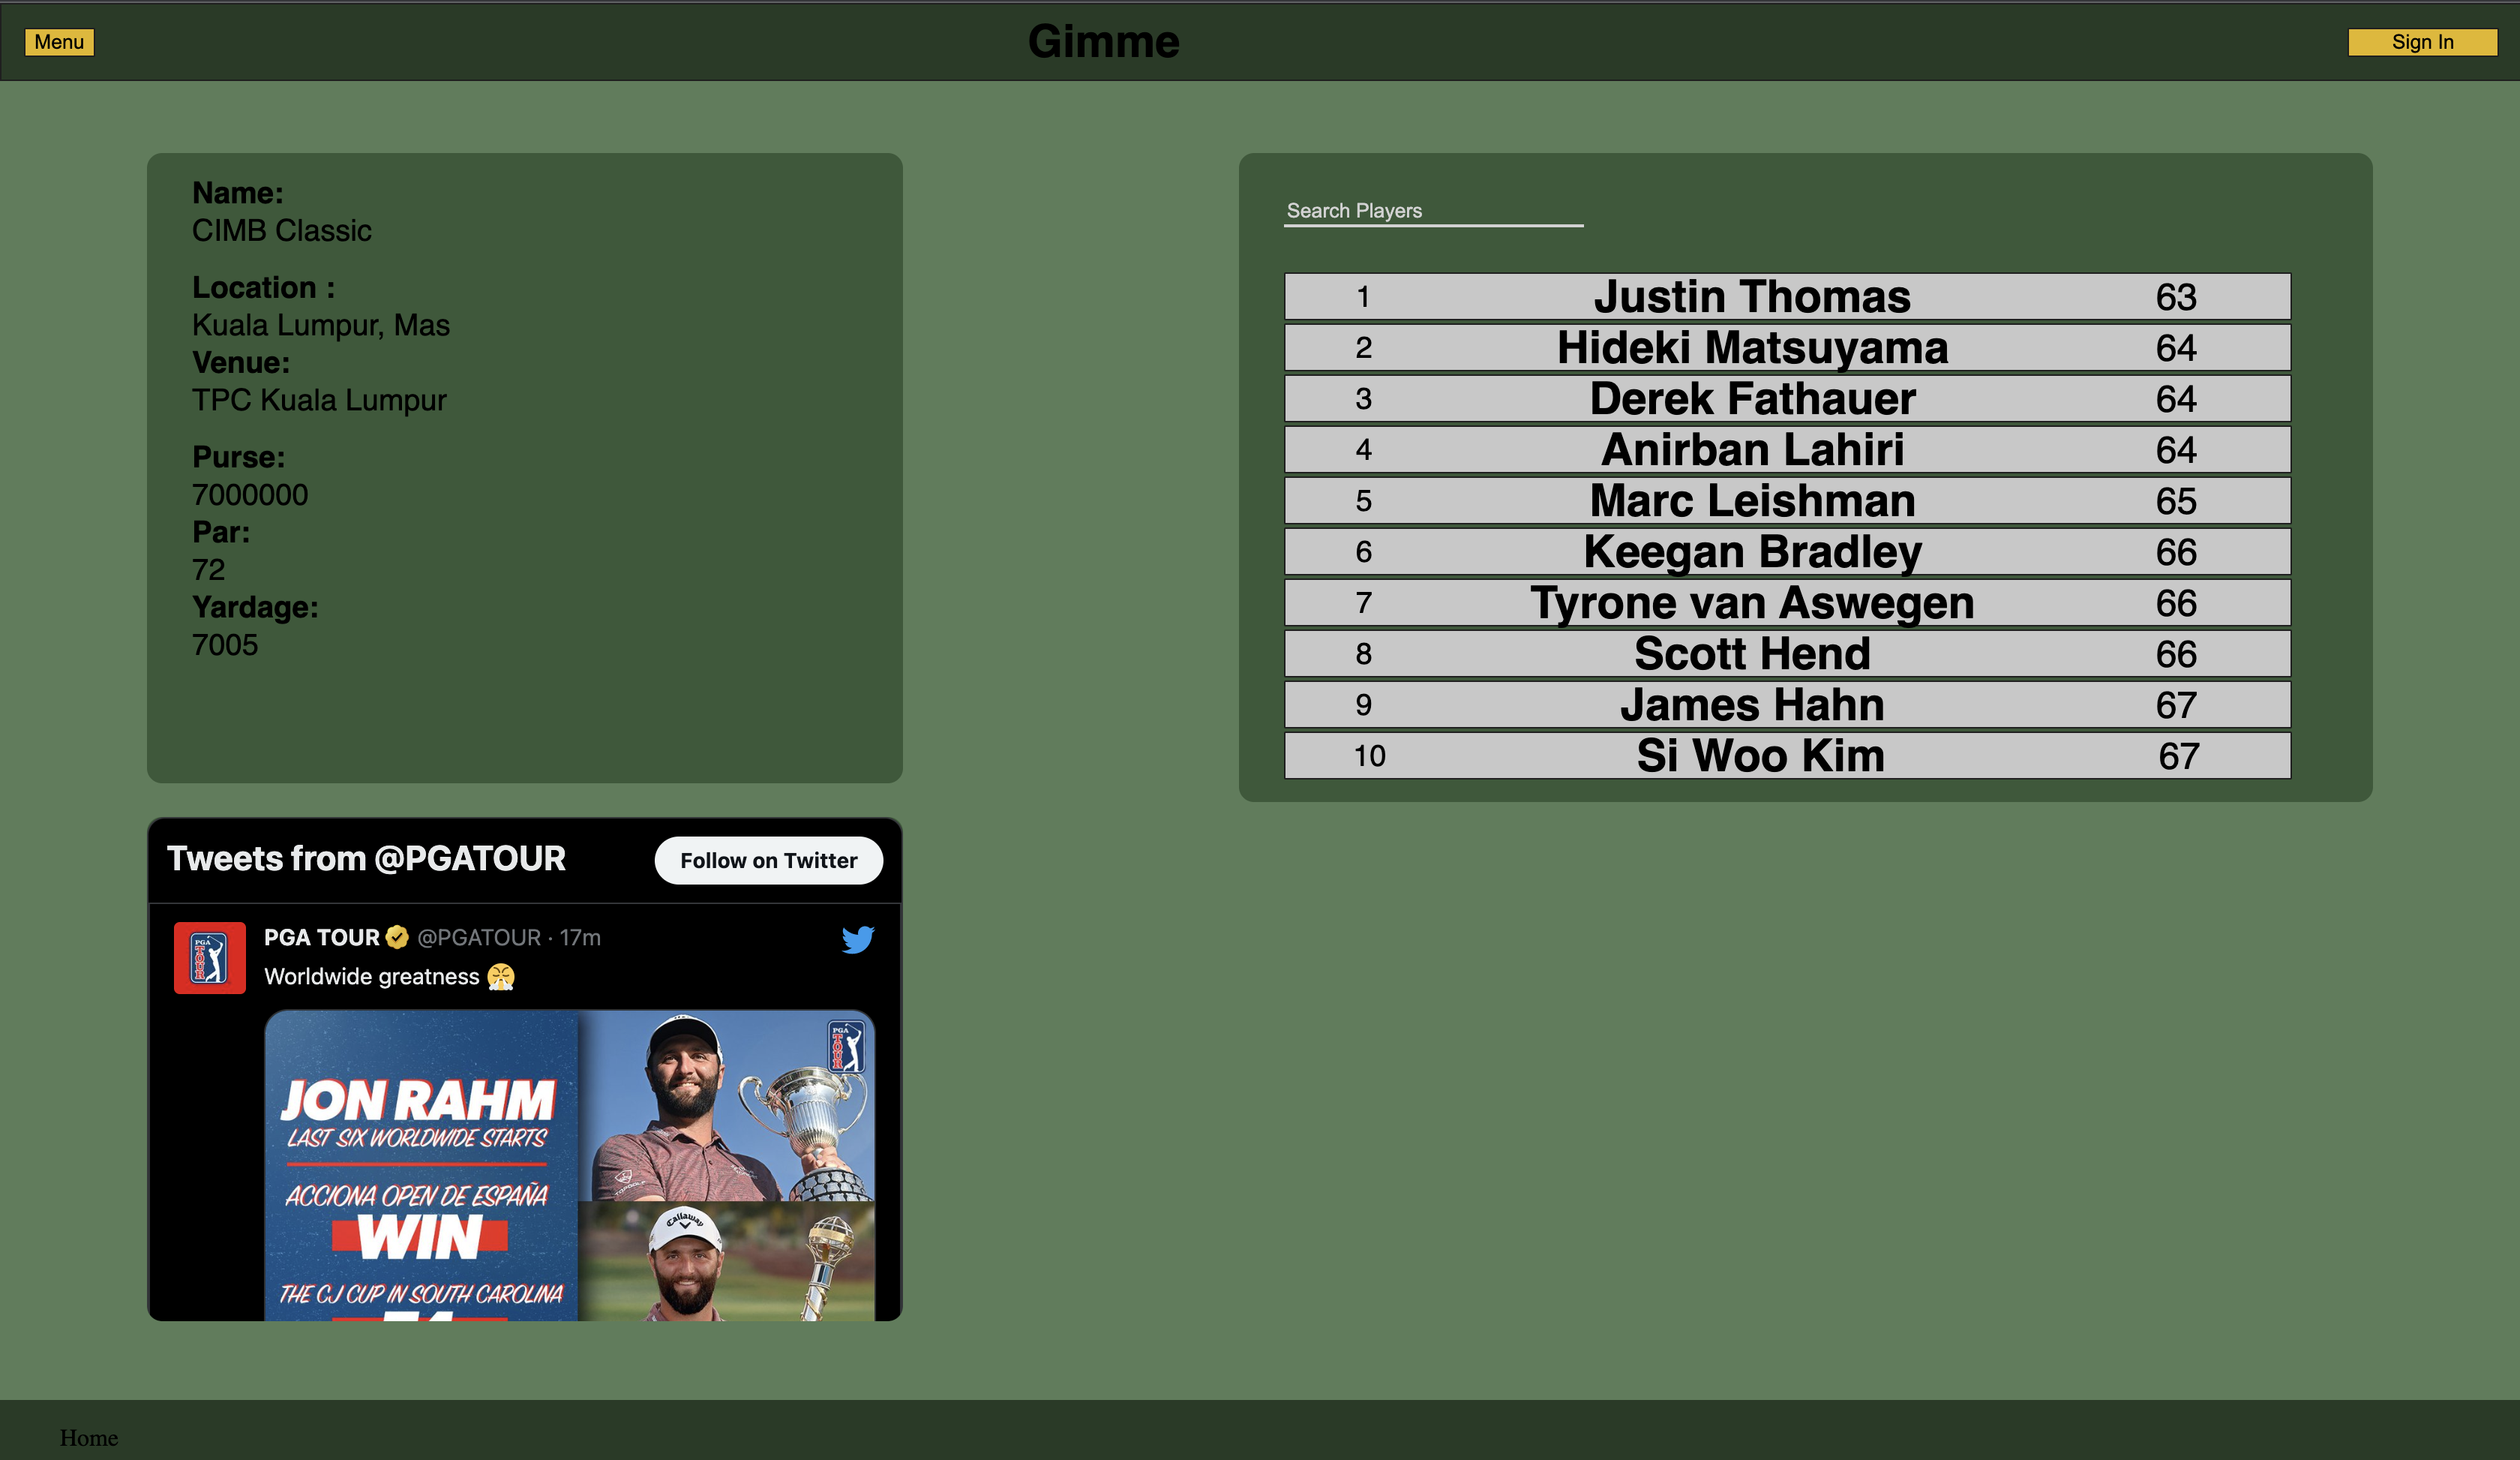 Menu
Gimme
Sign In
Name:
CIMB Classic
Location :
Kuala Lumpur, Mas
Venue:
TPC Kuala Lumpur
Purse:
7000000
Par:
72
Yardage:
7005
Search Players
1 Justin Thomas 63
2 Hideki Matsuyama 64
3 Derek Fathauer 64
4 Anirban Lahiri 64
5 Marc Leishman 65
6 Keegan Bradley 66
7 Tyrone van Aswegen 66
8 Scott Hend 66
9 James Hahn 67
10 Si Woo Kim 67
Tweets from @PGATOUR
Follow on Twitter
PGA TOUR @PGATOUR · 17m
Worldwide greatness 😤
PGA
TOUR
PGA
TOUR
JON RAHM
LAST SIX WORLDWIDE STARTS
ACCIONA OPEN DE ESPAÑA
WIN
THE CJ CUP IN SOUTH CAROLINA
Callaway
Home